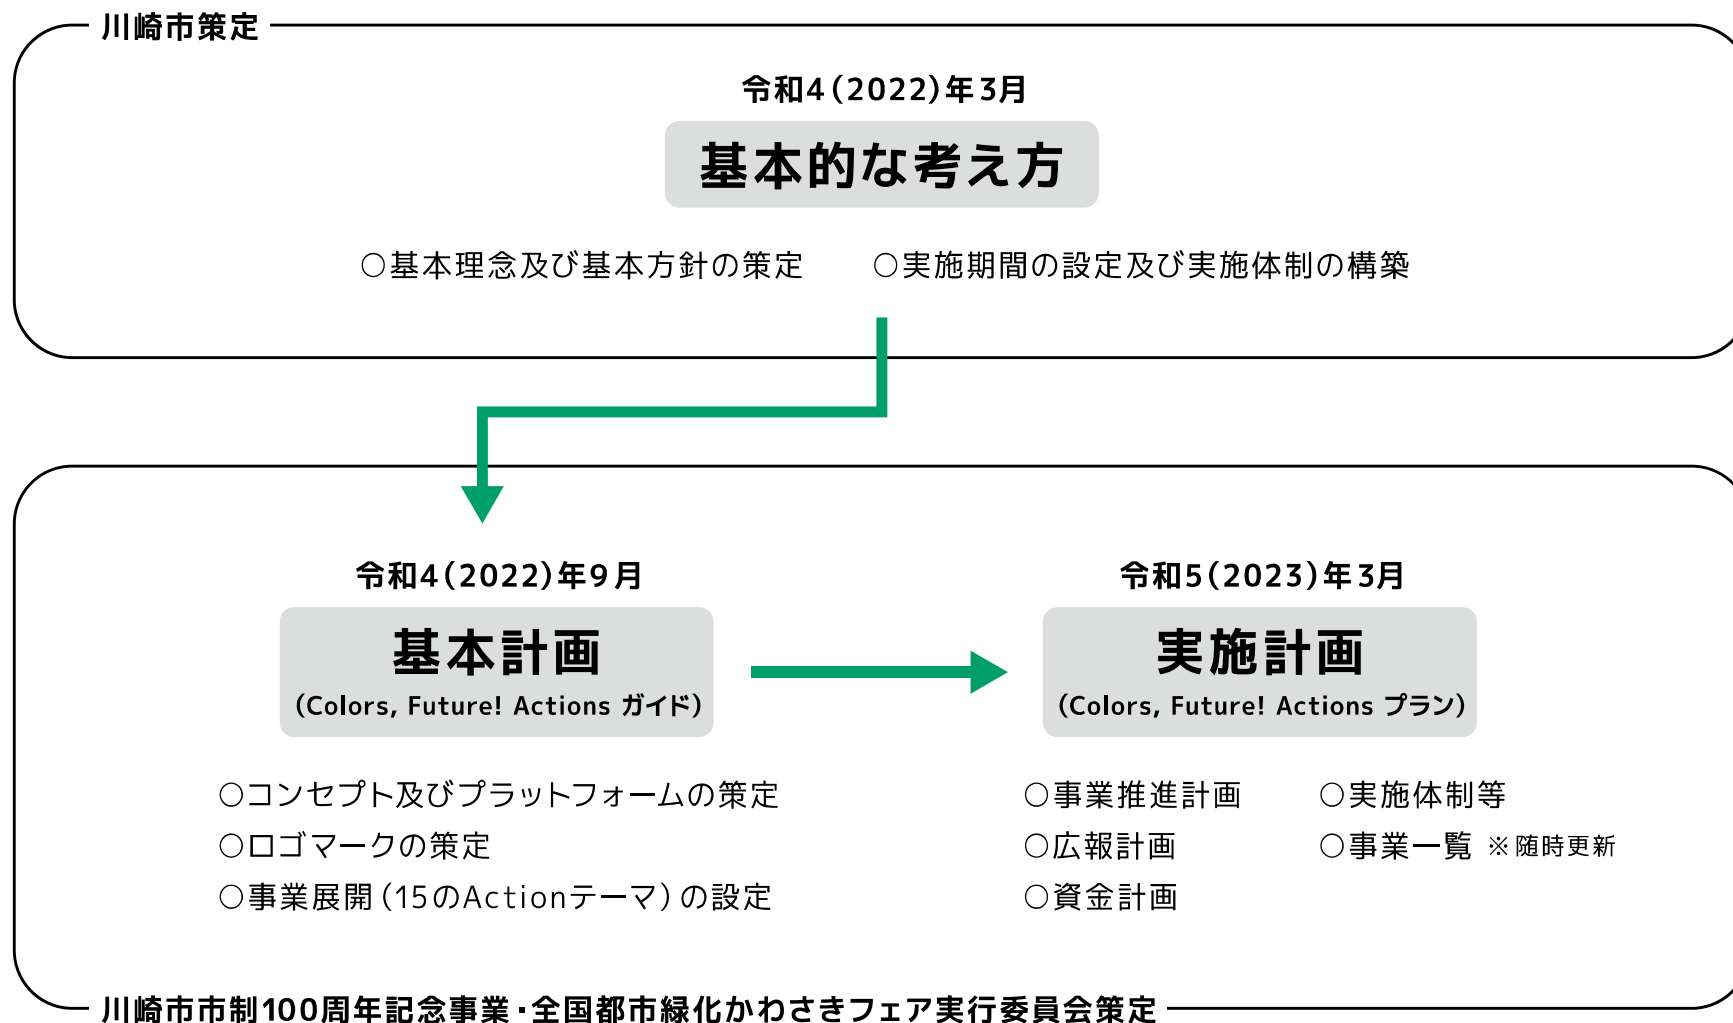 川崎市策定
令和4(2022)年3月
基本的な考え方
○基本理念及び基本方針の策定 ○実施期間の設定及び実施体制の構築
令和4(2022)年9月
基本計画
(Colors, Future! Actions ガイド)
○コンセプト及びプラットフォームの策定
○ロゴマークの策定
○事業展開(15のActionテーマ)の設定
令和5(2023)年3月
実施計画
(Colors, Future! Actions プラン)
○事業推進計画 ○実施体制等
○広報計画 ○事業一覧 ※随時更新
○資金計画
川崎市市制100周年記念事業・全国都市緑化かわさきフェア実行委員会策定